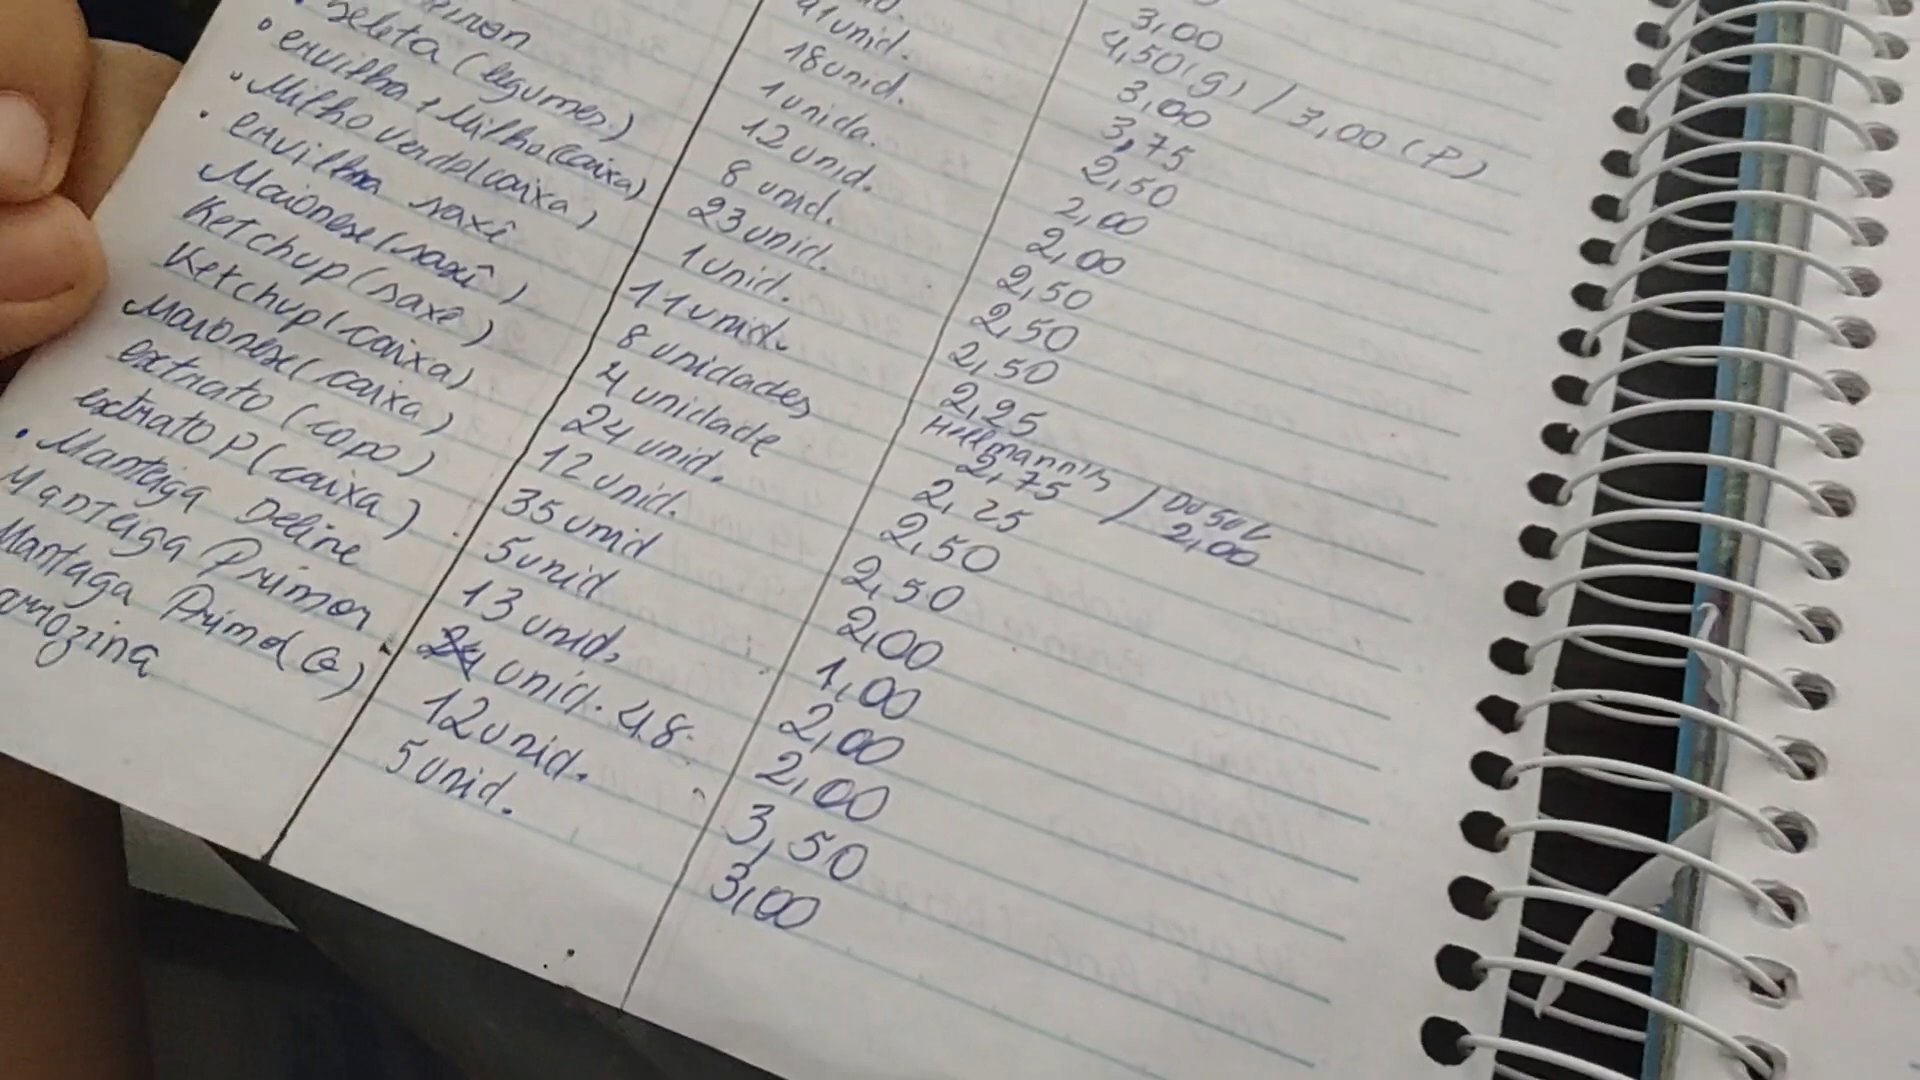 Seleta (legumes)
ervilha e Milho (caixa)
Milho verde (caixa)
ervilha saxê
Maionese (saxê)
Ketchup (saxê)
Ketchup (caixa)
Maionese (caixa)
extrato (copo)
extrato P (caixa)
Manteiga Deline
Manteiga Primor
Manteiga Primor (G)
arrozina
41 unid.
18 unid.
1 unida.
12 unid.
8 unid.
23 unid.
1 unid.
11 unid.
8 unidades
4 unidade
24 unid.
12 unid.
35 unid
5 unid
13 unid,
unid. 48.
12 unid.
5 unid.
3,00
4,50 (g) / 3,00 (P)
3,00
3,75
2,50
2,00
2,00
2,50
2,50
2,50
2,25
Hellmann's / DUSUL
2,75 2,00
2,25
2,50
2,50
2,00
1,00
2,00
2,00
3,50
3,00